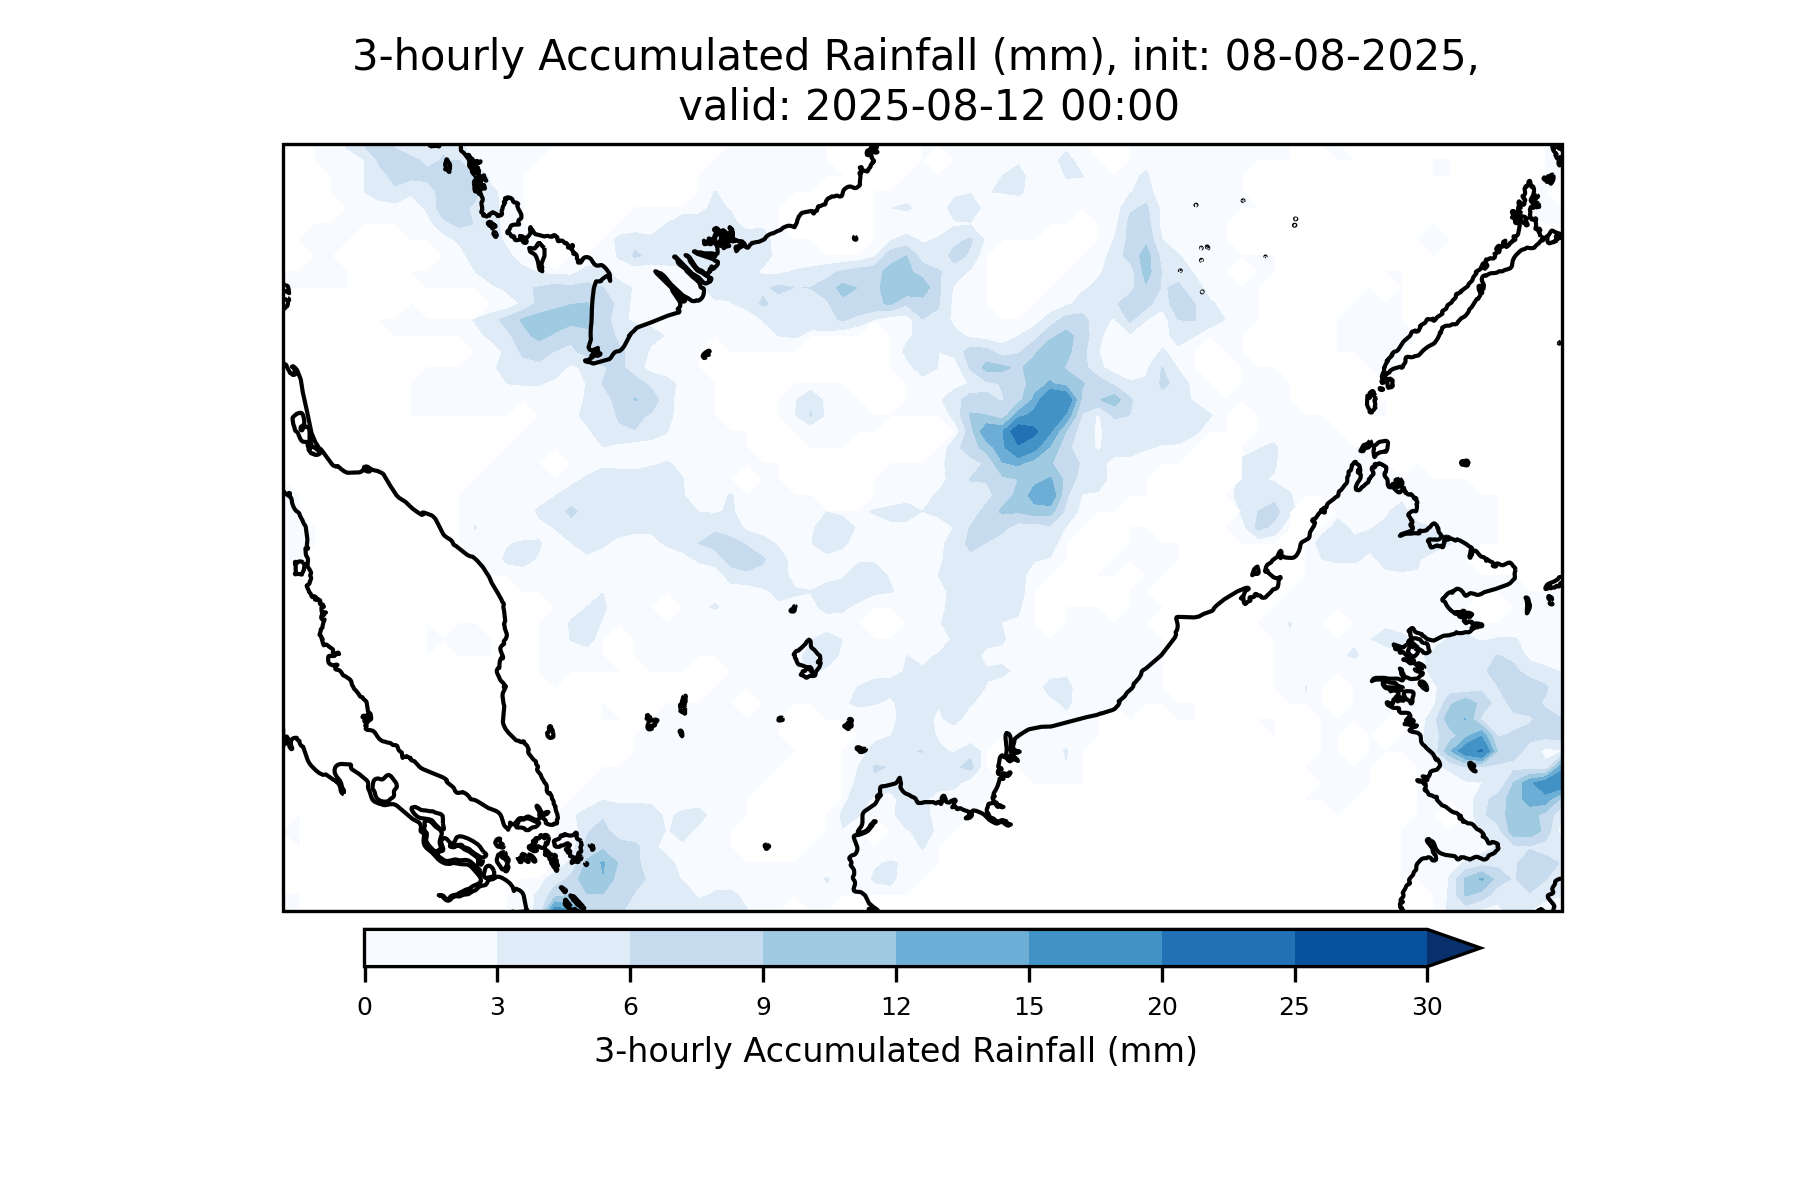 3-hourly Accumulated Rainfall (mm), init: 08-08-2025,
valid: 2025-08-12 00:00
0 3 6 9 12 15 20 25 30
3-hourly Accumulated Rainfall (mm)